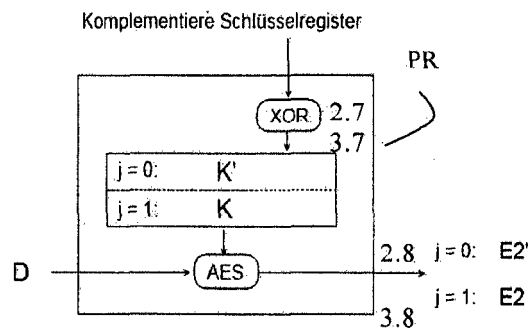 Komplementiere Schlüsselregister
PR
XOR 2.7
3.7
j = 0: K'
j = 1: K
D AES 2.8 j = 0: E2'
3.8 j = 1: E2